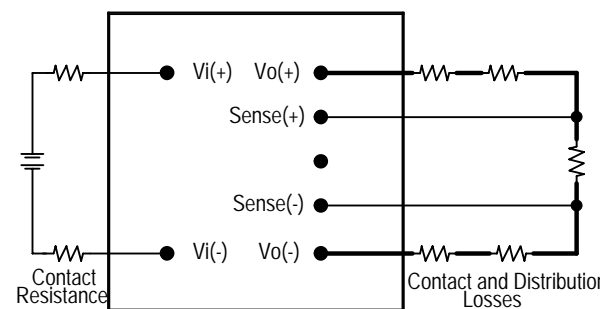 Vi(+) Vo(+)
Sense(+)
Sense(-)
Vi(-) Vo(-)
Contact
Resistance
Contact and Distribution
Losses